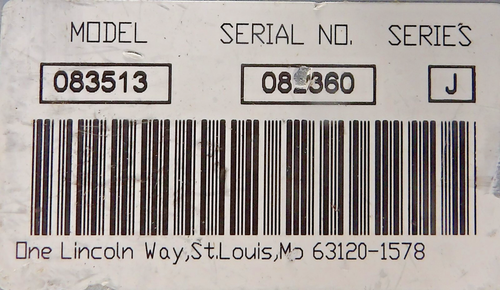 MODEL SERIAL NO. SERIES
083513 J
One Lincoln Way,St.Louis,Mo 63120-1578